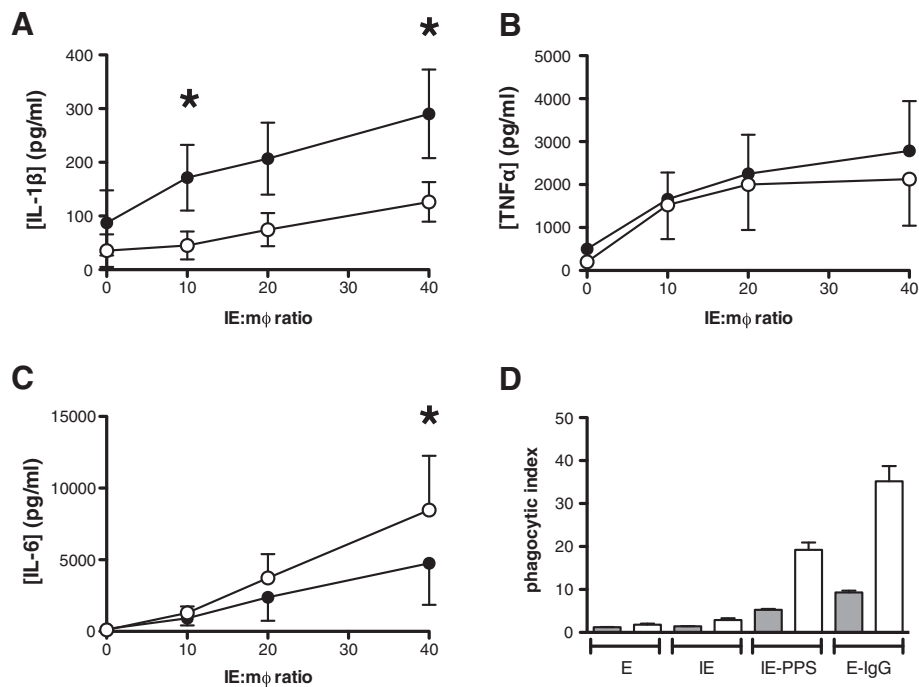 A
*
*
[IL-1β] (pg/ml)
400
300
200
100
0
0 10 20 30 40
IE:mϕ ratio
B
[TNFα] (pg/ml)
5000
4000
3000
2000
1000
0
0 10 20 30 40
IE:mϕ ratio
C
*
[IL-6] (pg/ml)
15000
10000
5000
0
0 10 20 30 40
IE:mϕ ratio
D
phagocytic index
50
40
30
20
10
0
E IE IE-PPS E-IgG